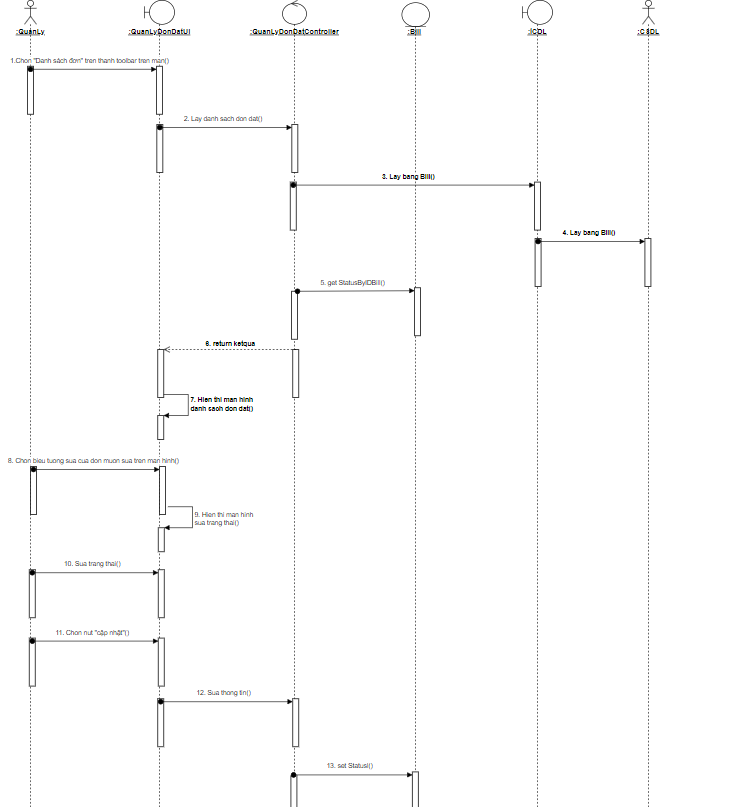 :QuanLy
:QuanLyDonDatUI
:QuanLyDonDatController
:Bill
:ICDL
:CSDL
1.Chon "Danh sách đơn" tren thanh toolbar tren man()
2. Lay danh sach don dat()
3. Lay bang Bill()
4. Lay bang Bill()
5. get StatusByIDBill()
6. return ketqua
7. Hien thi man hinh
danh sach don dat()
8. Chon bieu tuong sua cua don muon sua tren man hinh()
9. Hien thi man hinh
sua trang thai()
10. Sua trang thai()
11. Chon nut "cập nhật"()
12. Sua thong tin()
13. set Status()